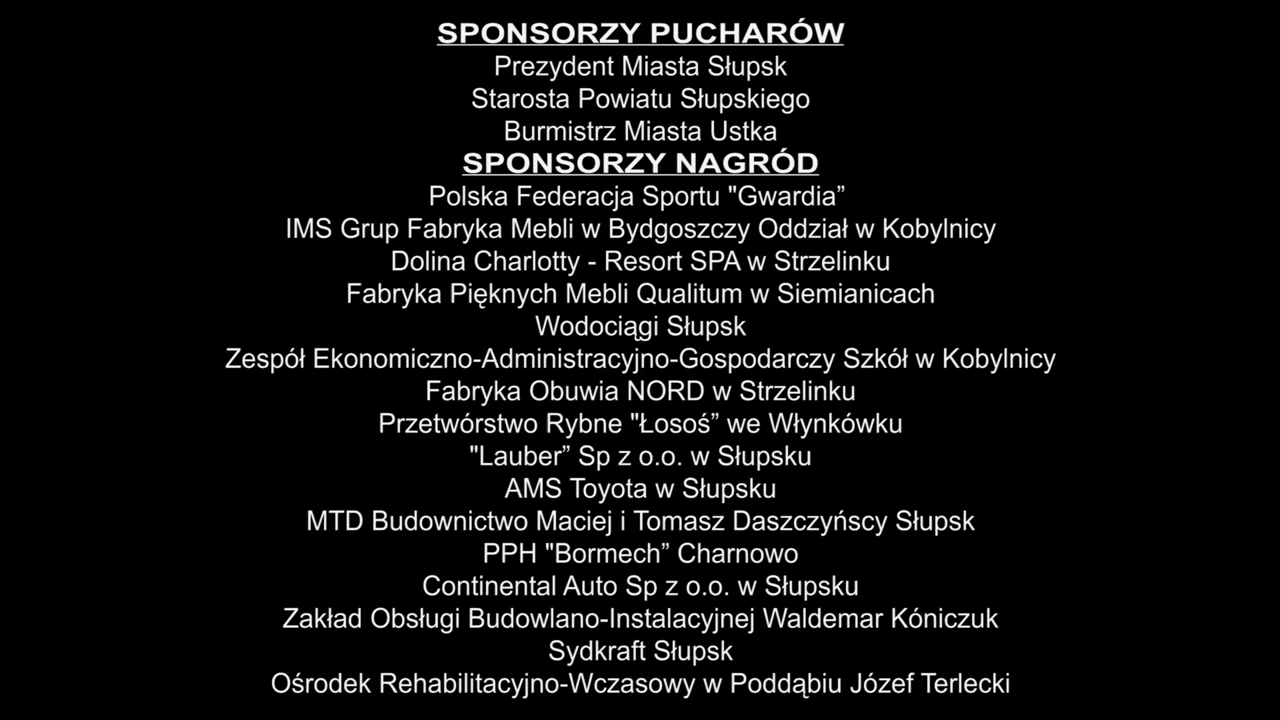 SPONSORZY PUCHARÓW
Prezydent Miasta Słupsk
Starosta Powiatu Słupskiego
Burmistrz Miasta Ustka
SPONSORZY NAGRÓD
Polska Federacja Sportu "Gwardia”
IMS Grup Fabryka Mebli w Bydgoszczy Oddział w Kobylnicy
Dolina Charlotty - Resort SPA w Strzelinku
Fabryka Pięknych Mebli Qualitum w Siemianicach
Wodociągi Słupsk
Zespół Ekonomiczno-Administracyjno-Gospodarczy Szkół w Kobylnicy
Fabryka Obuwia NORD w Strzelinku
Przetwórstwo Rybne "Łosoś” we Włynkówku
"Lauber” Sp z o.o. w Słupsku
AMS Toyota w Słupsku
MTD Budownictwo Maciej i Tomasz Daszczyńscy Słupsk
PPH "Bormech” Charnowo
Continental Auto Sp z o.o. w Słupsku
Zakład Obsługi Budowlano-Instalacyjnej Waldemar Kóniczuk
Sydkraft Słupsk
Ośrodek Rehabilitacyjno-Wczasowy w Poddąbiu Józef Terlecki